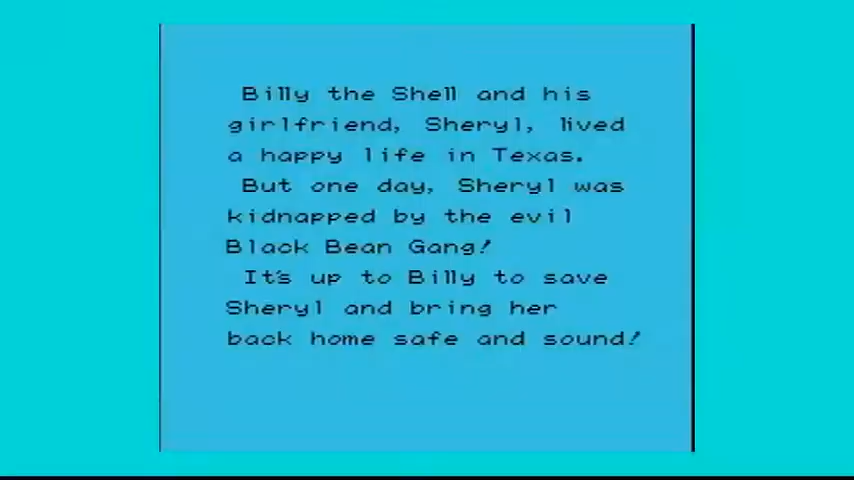 Billy the Shell and his
girlfriend, Sheryl, lived
a happy life in Texas.
But one day, Sheryl was
kidnapped by the evil
Black Bean Gang!
It's up to Billy to save
Sheryl and bring her
back home safe and sound!